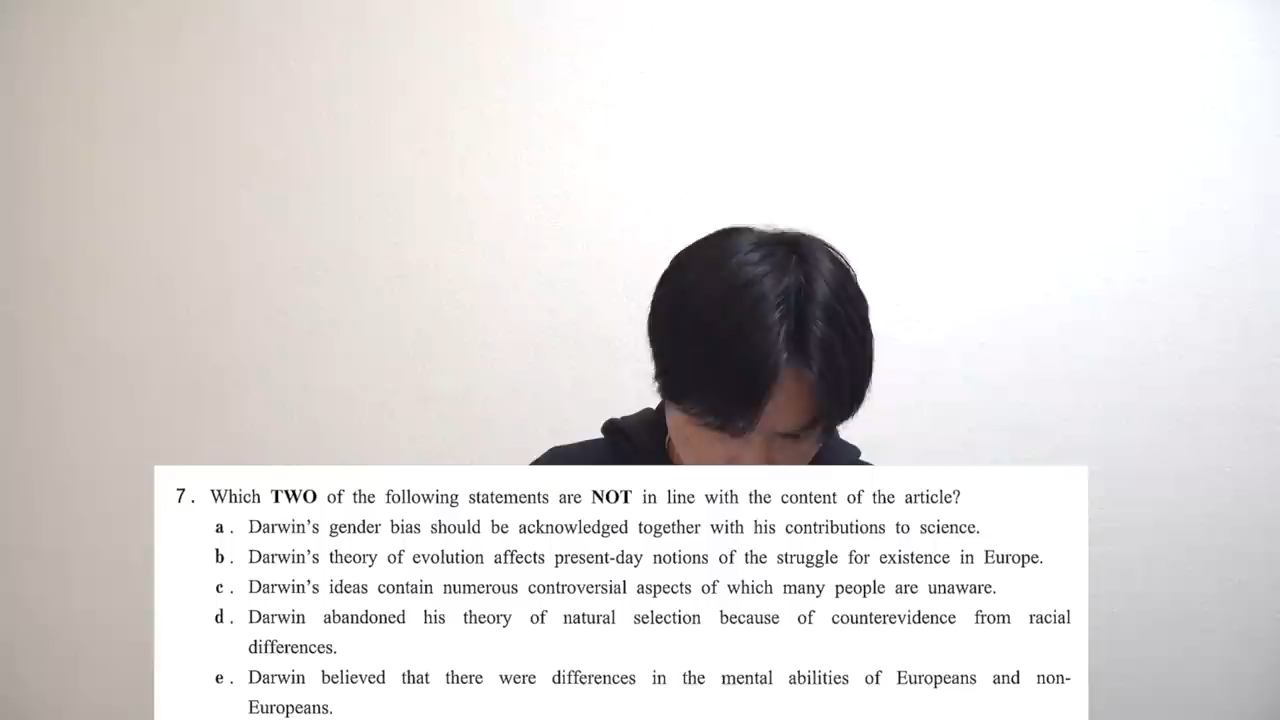 7. Which TWO of the following statements are NOT in line with the content of the article?
a. Darwin's gender bias should be acknowledged together with his contributions to science.
b. Darwin's theory of evolution affects present-day notions of the struggle for existence in Europe.
c. Darwin's ideas contain numerous controversial aspects of which many people are unaware.
d. Darwin abandoned his theory of natural selection because of counterevidence from racial
differences.
e. Darwin believed that there were differences in the mental abilities of Europeans and non-
Europeans.